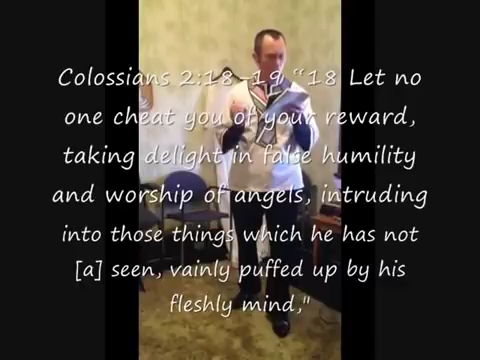 Colossians 2:18-19 “18 Let no
one cheat you of your reward,
taking delight in false humility
and worship of angels, intruding
into those things which he has not
[a] seen, vainly puffed up by his
fleshly mind,"